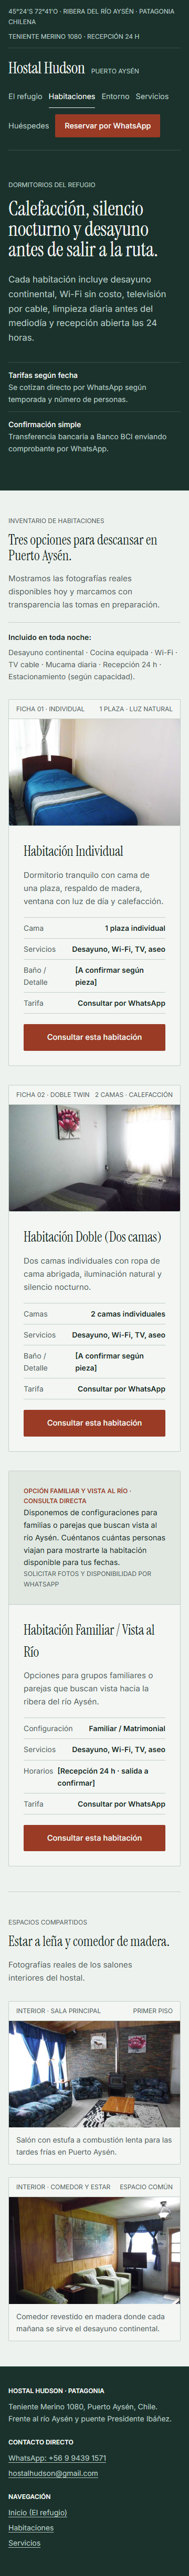 45°24'S 72°41'O · RIBERA DEL RÍO AYSÉN · PATAGONIA
CHILENA
TENIENTE MERINO 1080 · RECEPCIÓN 24 H
Hostal Hudson PUERTO AYSÉN
El refugio Habitaciones Entorno Servicios
Huéspedes Reservar por WhatsApp
DORMITORIOS DEL REFUGIO
Calefacción, silencio
nocturno y desayuno
antes de salir a la ruta.
Cada habitación incluye desayuno
continental, Wi-Fi sin costo, televisión
por cable, limpieza diaria antes del
mediodía y recepción abierta las 24
horas.
Tarifas según fecha
Se cotizan directo por WhatsApp según
temporada y número de personas.
Confirmación simple
Transferencia bancaria a Banco BCI enviando
comprobante por WhatsApp.
INVENTARIO DE HABITACIONES
Tres opciones para descansar en
Puerto Aysén.
Mostramos las fotografías reales
disponibles hoy y marcamos con
transparencia las tomas en preparación.
Incluido en toda noche:
Desayuno continental · Cocina equipada · Wi-Fi ·
TV cable · Mucama diaria · Recepción 24 h ·
Estacionamiento (según capacidad).
FICHA 01 · INDIVIDUAL 1 PLAZA · LUZ NATURAL
Habitación Individual
Dormitorio tranquilo con cama de
una plaza, respaldo de madera,
ventana con luz de día y calefacción.
Cama 1 plaza individual
Servicios Desayuno, Wi-Fi, TV, aseo
Baño / Detalle [A confirmar según pieza]
Tarifa Consultar por WhatsApp
Consultar esta habitación
FICHA 02 · DOBLE TWIN 2 CAMAS · CALEFACCIÓN
Habitación Doble (Dos camas)
Dos camas individuales con ropa de
cama abrigada, iluminación natural y
silencio nocturno.
Camas 2 camas individuales
Servicios Desayuno, Wi-Fi, TV, aseo
Baño / Detalle [A confirmar según pieza]
Tarifa Consultar por WhatsApp
Consultar esta habitación
OPCIÓN FAMILIAR Y VISTA AL RÍO ·
CONSULTA DIRECTA
Disponemos de configuraciones para
familias o parejas que buscan vista al
río Aysén. Cuéntanos cuántas personas
viajan para mostrarte la habitación
disponible para tus fechas.
SOLICITAR FOTOS Y DISPONIBILIDAD POR
WHATSAPP
Habitación Familiar / Vista al
Río
Opciones para grupos familiares o
parejas que buscan vista hacia la
ribera del río Aysén.
Configuración Familiar / Matrimonial
Servicios Desayuno, Wi-Fi, TV, aseo
Horarios [Recepción 24 h · salida a confirmar]
Tarifa Consultar por WhatsApp
Consultar esta habitación
ESPACIOS COMPARTIDOS
Estar a leña y comedor de madera.
Fotografías reales de los salones
interiores del hostal.
INTERIOR · SALA PRINCIPAL PRIMER PISO
Salón con estufa a combustión lenta para las
tardes frías en Puerto Aysén.
INTERIOR · COMEDOR Y ESTAR ESPACIO COMÚN
Comedor revestido en madera donde cada
mañana se sirve el desayuno continental.
HOSTAL HUDSON · PATAGONIA
Teniente Merino 1080, Puerto Aysén, Chile.
Frente al río Aysén y puente Presidente Ibáñez.
CONTACTO DIRECTO
WhatsApp: +56 9 9439 1571
hostalhudson@gmail.com
NAVEGACIÓN
Inicio (El refugio)
Habitaciones
Servicios